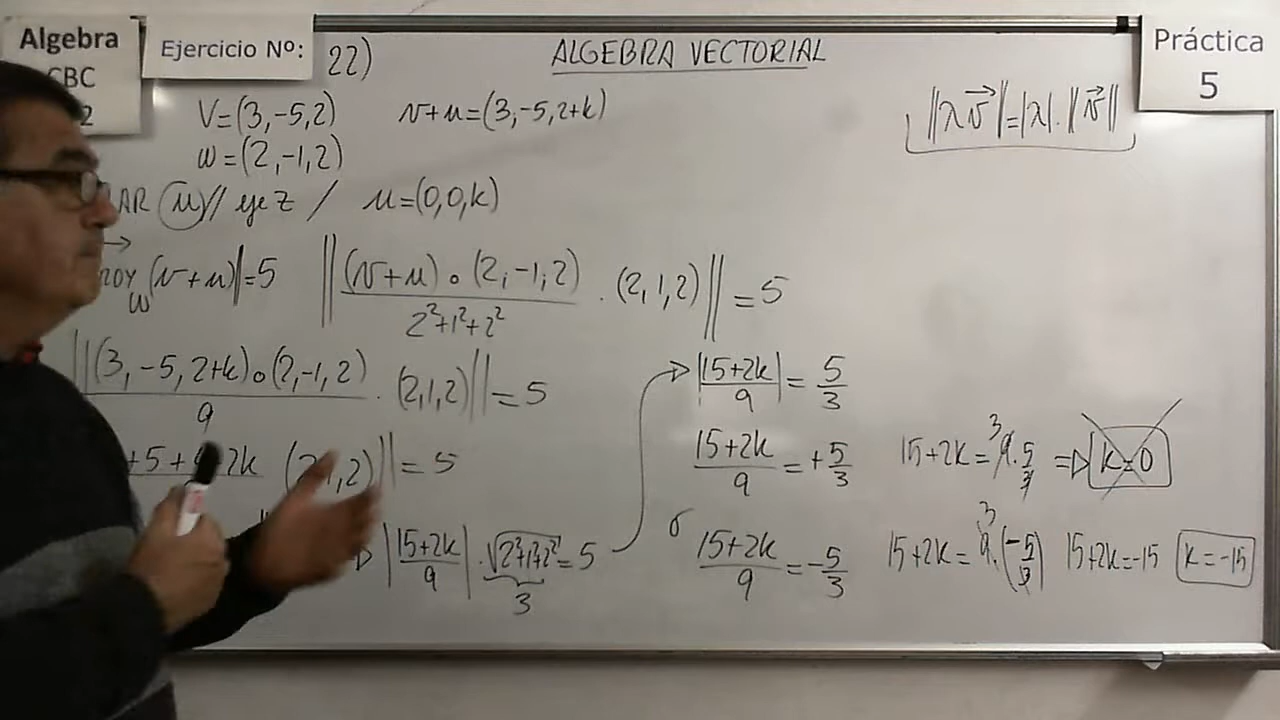 Algebra
CBC
2
Ejercicio Nº: 22)
ALGEBRA VECTORIAL
Práctica
5
V=(3,-5,2)
v+u=(3,-5,2+k)
||λv⃗||=|λ|.||v⃗||
w=(2,-1,2)
u // eje z / u=(0,0,k)
(v+u)|=5
w
||(v+u)∘(2,-1,2)/(2²+1²+2²) . (2,1,2)|| = 5
||(3,-5,2+k)∘(2,-1,2)/9 . (2,1,2)|| = 5
+5+ 2k ,2)|| = 5
|15+2k/9| . √(2²+1²+2²) = 5
3
|15+2k/9| = 5/3
15+2k/9 = +5/3
15+2k = 9.5/3 ⇒ k=0
3
ó 15+2k/9 = -5/3
15+2k = 9.(-5/3)
3
15+2k=-15
k=-15